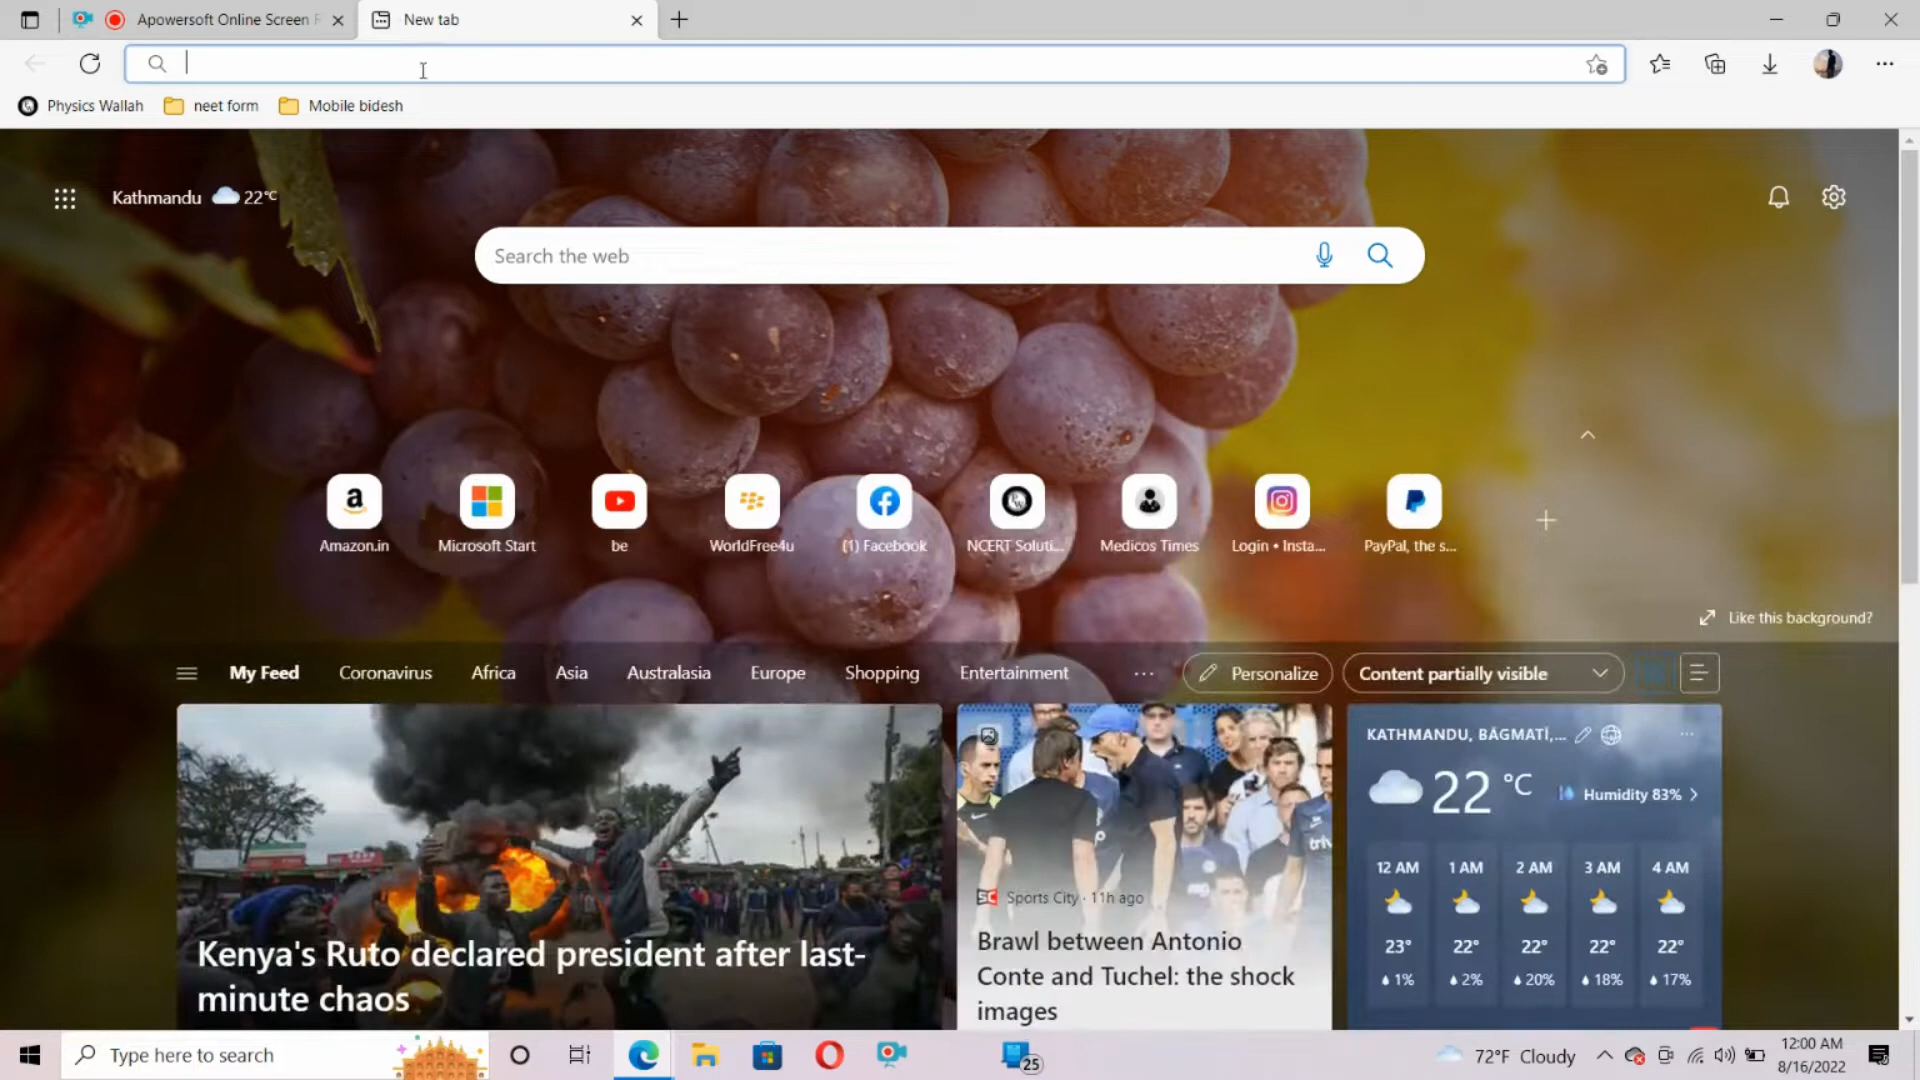 Apowersoft Online Screen R
New tab
Physics Wallah
neet form
Mobile bidesh
Kathmandu 22°C
Search the web
a
Amazon.in
Microsoft Start
be
WorldFree4u
(1) Facebook
NCERT Soluti...
Medicos Times
Login • Insta...
PayPal, the s...
Like this background?
My Feed
Coronavirus
Africa
Asia
Australasia
Europe
Shopping
Entertainment
...
Personalize
Content partially visible
Kenya's Ruto declared president after last-
minute chaos
SC Sports City · 11h ago
Brawl between Antonio
Conte and Tuchel: the shock
images
KATHMANDU, BĀGMATĪ,...
22 °C
Humidity 83%
12 AM 1 AM 2 AM 3 AM 4 AM
23° 22° 22° 22° 22°
1% 2% 20% 18% 17%
Type here to search
25
72°F Cloudy
12:00 AM
8/16/2022